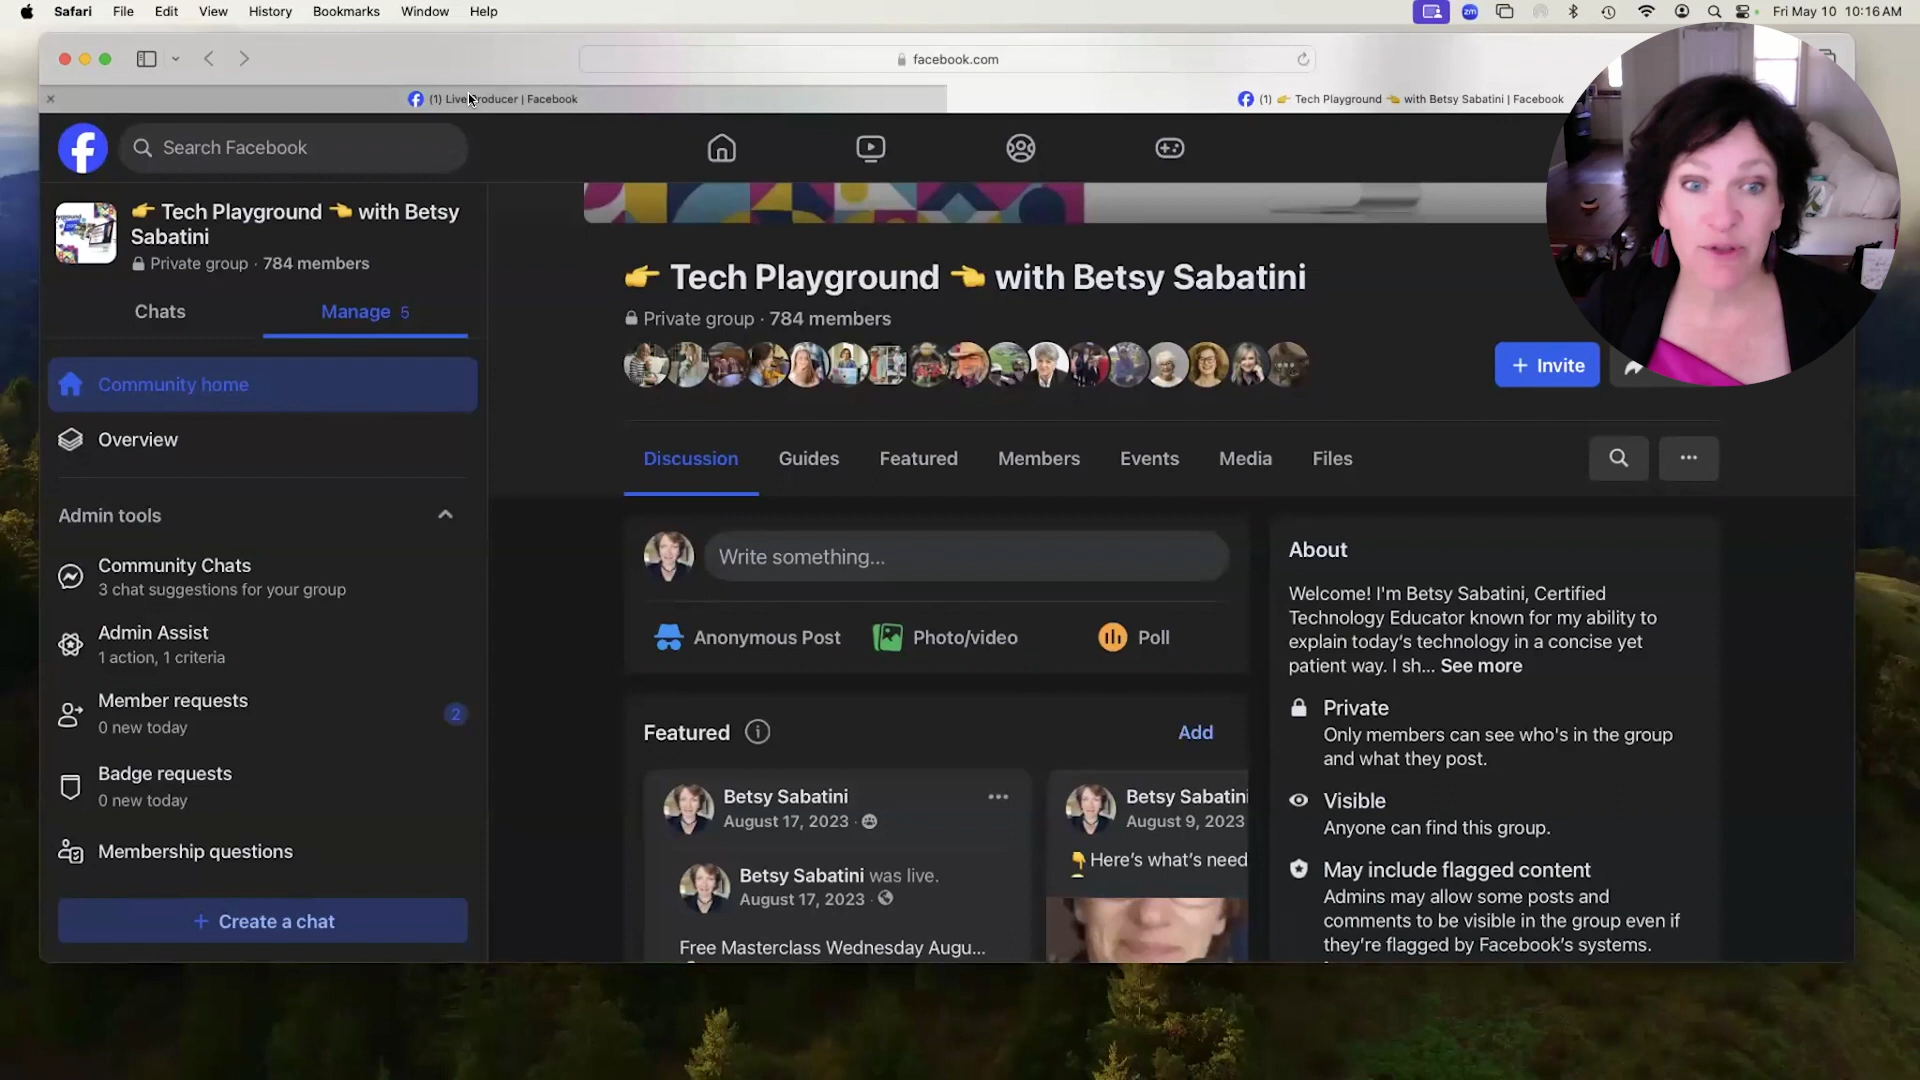 Safari File Edit View History Bookmarks Window Help
zm
Fri May 10 10:16 AM
facebook.com
(1) Live Producer | Facebook
(1) 👉 Tech Playground 👈 with Betsy Sabatini | Facebook
Search Facebook
👉 Tech Playground 👈 with Betsy
Sabatini
Private group · 784 members
Chats
Manage 5
Community home
Overview
Admin tools
Community Chats
3 chat suggestions for your group
Admin Assist
1 action, 1 criteria
Member requests
0 new today
2
Badge requests
0 new today
Membership questions
+ Create a chat
👉 Tech Playground 👈 with Betsy Sabatini
Private group · 784 members
+ Invite
Discussion Guides Featured Members Events Media Files
Write something...
Anonymous Post
Photo/video
Poll
Featured
Add
Betsy Sabatini
August 17, 2023 ·
Betsy Sabatini was live.
August 17, 2023 ·
Free Masterclass Wednesday Augu...
Betsy Sabatini
August 9, 2023
👇Here's what's need
About
Welcome! I'm Betsy Sabatini, Certified
Technology Educator known for my ability to
explain today's technology in a concise yet
patient way. I sh... See more
Private
Only members can see who's in the group
and what they post.
Visible
Anyone can find this group.
May include flagged content
Admins may allow some posts and
comments to be visible in the group even if
they're flagged by Facebook's systems.